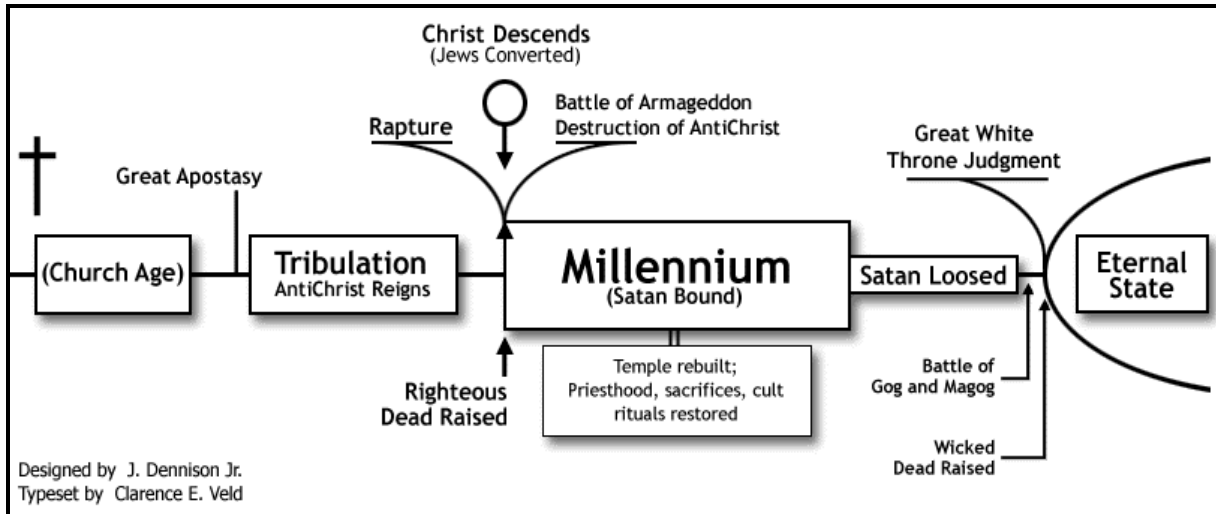 Christ Descends
(Jews Converted)
Rapture
Battle of Armageddon
Destruction of AntiChrist
Great White
Throne Judgment
Great Apostasy
(Church Age)
Tribulation
AntiChrist Reigns
Millennium
(Satan Bound)
Satan Loosed
Eternal
State
Righteous
Dead Raised
Temple rebuilt;
Priesthood, sacrifices, cult
rituals restored
Battle of
Gog and Magog
Wicked
Dead Raised
Designed by J. Dennison Jr.
Typeset by Clarence E. Veld